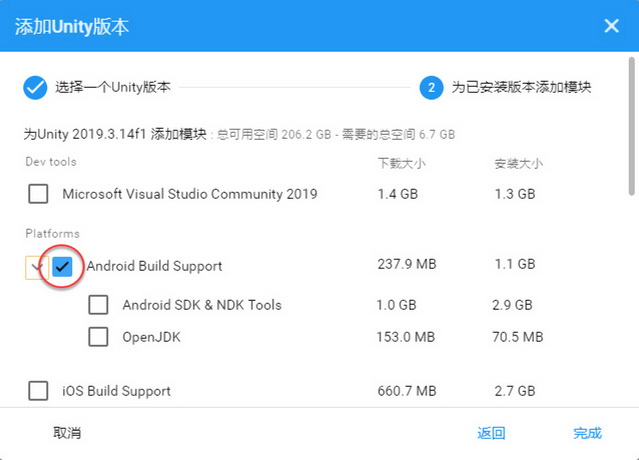 添加Unity版本
选择一个Unity版本 2 为已安装版本添加模块
为Unity 2019.3.14f1 添加模块 : 总可用空间 206.2 GB - 需要的总空间 6.7 GB
Dev tools 下载大小 安装大小
Microsoft Visual Studio Community 2019 1.4 GB 1.3 GB
Platforms
Android Build Support 237.9 MB 1.1 GB
Android SDK & NDK Tools 1.0 GB 2.9 GB
OpenJDK 153.0 MB 70.5 MB
iOS Build Support 660.7 MB 2.7 GB
取消 返回 完成